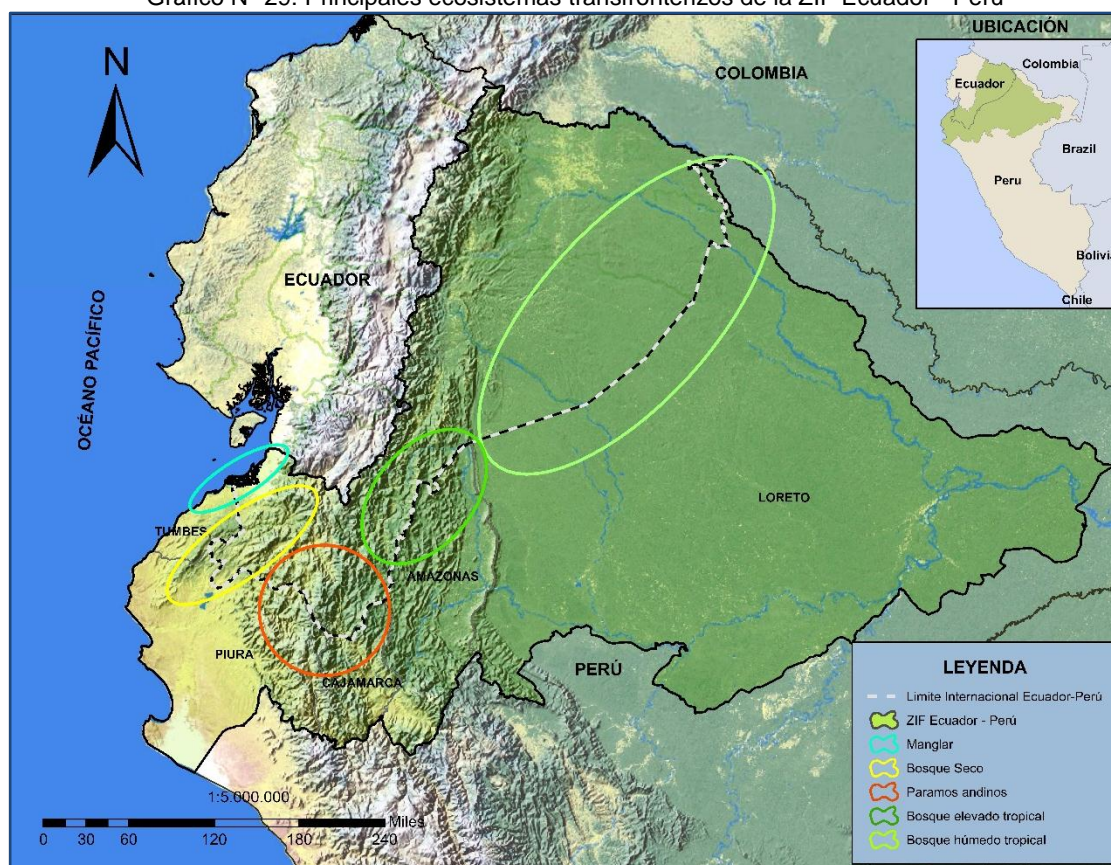 Gráfico N° 29. Principales ecosistemas transfronterizos de la ZIF Ecuador - Perú
UBICACIÓN
Colombia
Ecuador
Brazil
Peru
Bolivia
Chile
N
COLOMBIA
ECUADOR
OCÉANO PACÍFICO
LORETO
TUMBES
AMAZONAS
PIURA
CAJAMARCA
PERÚ
LEYENDA
Limite Internacional Ecuador-Perú
ZIF Ecuador - Perú
Manglar
Bosque Seco
Paramos andinos
Bosque elevado tropical
Bosque húmedo tropical
1:5.000.000
Miles
0 30 60 120 180 240